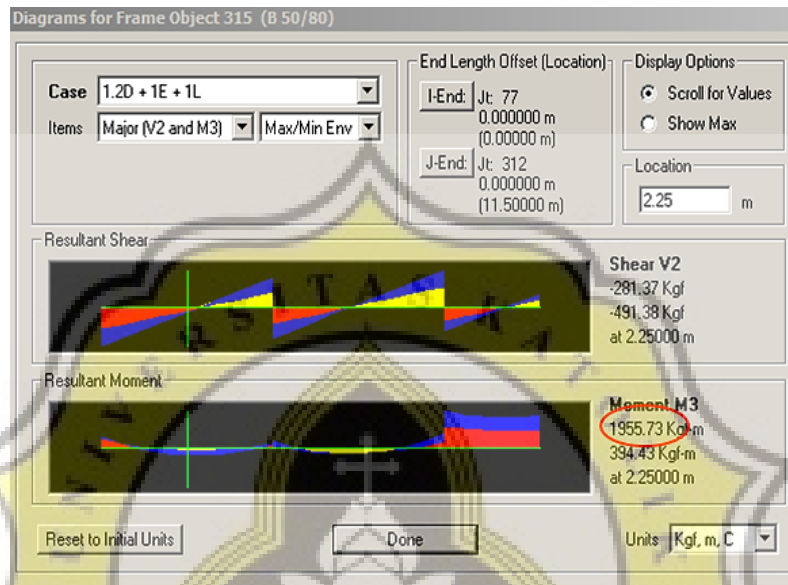 Diagrams for Frame Object 315 (B 50/80)
Case 1.2D + 1E + 1L
Items Major (V2 and M3) Max/Min Env
End Length Offset (Location)
I-End: Jt: 77
0.000000 m
(0.00000 m)
J-End: Jt: 312
0.000000 m
(11.50000 m)
Display Options
Scroll for Values
Show Max
Location
2.25 m
Resultant Shear
Shear V2
-281.37 Kgf
-491.38 Kgf
at 2.25000 m
Resultant Moment
Moment M3
1955.73 Kgf-m
394.43 Kgf-m
at 2.25000 m
Reset to Initial Units
Done
Units Kgf, m, C